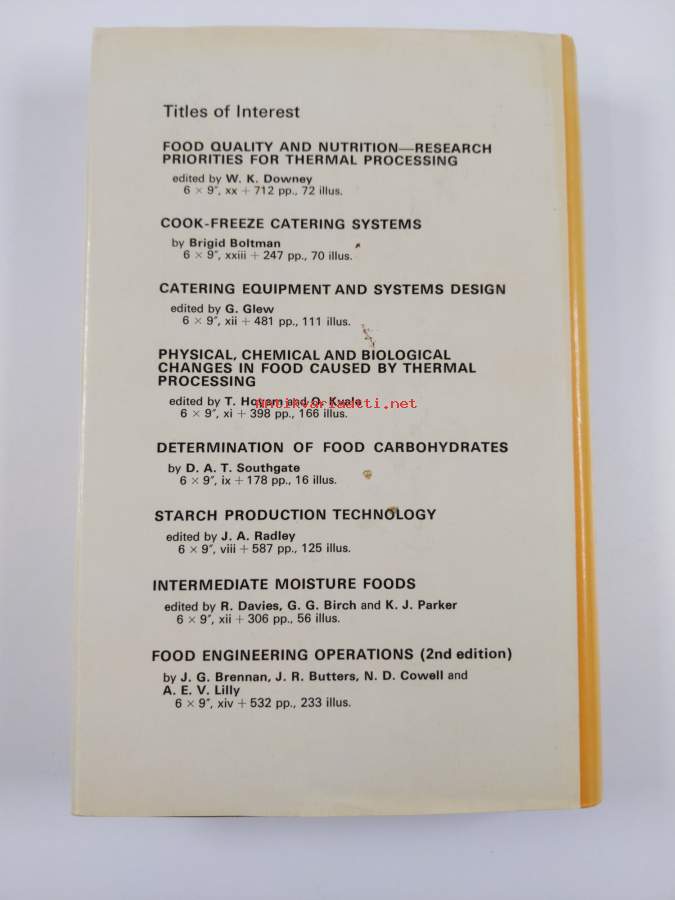 Titles of Interest
FOOD QUALITY AND NUTRITION—RESEARCH
PRIORITIES FOR THERMAL PROCESSING
edited by W. K. Downey
6 × 9″, xx + 712 pp., 72 illus.
COOK-FREEZE CATERING SYSTEMS
by Brigid Boltman
6 × 9″, xxiii + 247 pp., 70 illus.
CATERING EQUIPMENT AND SYSTEMS DESIGN
edited by G. Glew
6 × 9″, xii + 481 pp., 111 illus.
PHYSICAL, CHEMICAL AND BIOLOGICAL
CHANGES IN FOOD CAUSED BY THERMAL
PROCESSING
edited by T. Høyem and O. Kvale
Antikvariaatti.net
6 × 9″, xi + 398 pp., 166 illus.
DETERMINATION OF FOOD CARBOHYDRATES
by D. A. T. Southgate
6 × 9″, ix + 178 pp., 16 illus.
STARCH PRODUCTION TECHNOLOGY
edited by J. A. Radley
6 × 9″, viii + 587 pp., 125 illus.
INTERMEDIATE MOISTURE FOODS
edited by R. Davies, G. G. Birch and K. J. Parker
6 × 9″, xii + 306 pp., 56 illus.
FOOD ENGINEERING OPERATIONS (2nd edition)
by J. G. Brennan, J. R. Butters, N. D. Cowell and
A. E. V. Lilly
6 × 9″, xiv + 532 pp., 233 illus.